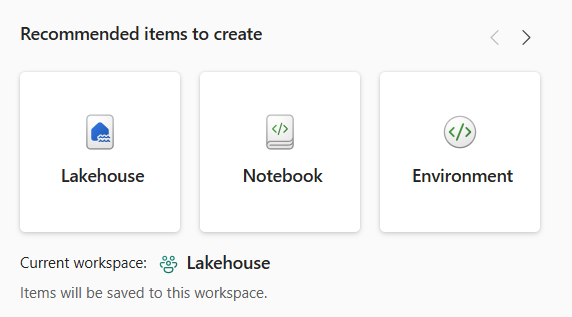 Recommended items to create
Lakehouse
Notebook
Environment
Current workspace: Lakehouse
Items will be saved to this workspace.